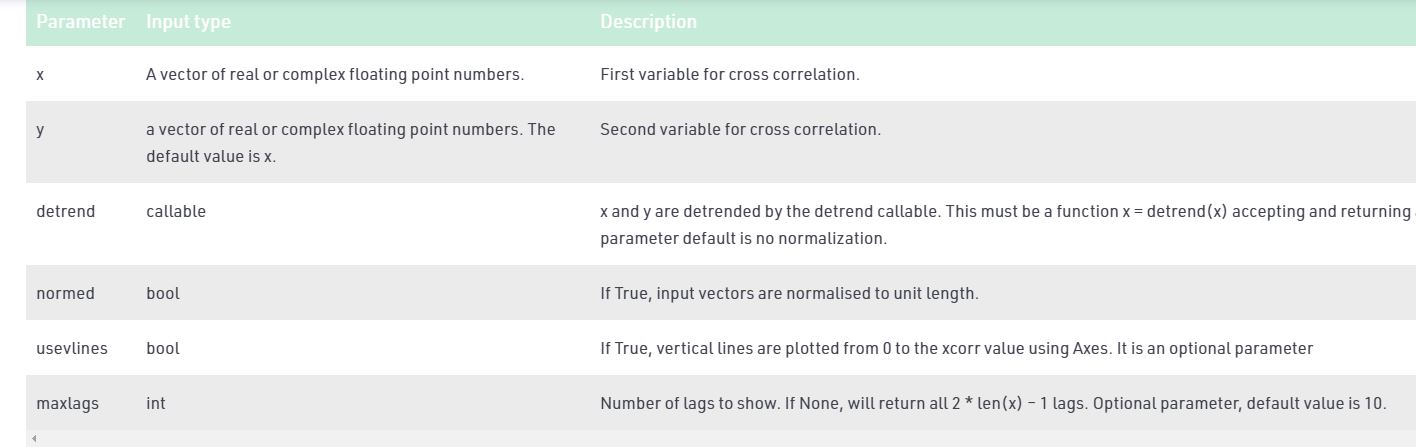 Parameter Input type Description
x A vector of real or complex floating point numbers. First variable for cross correlation.
y a vector of real or complex floating point numbers. The Second variable for cross correlation.
default value is x.
detrend callable x and y are detrended by the detrend callable. This must be a function x = detrend(x) accepting and returning
parameter default is no normalization.
normed bool If True, input vectors are normalised to unit length.
usevlines bool If True, vertical lines are plotted from 0 to the xcorr value using Axes. It is an optional parameter
maxlags int Number of lags to show. If None, will return all 2 * len(x) − 1 lags. Optional parameter, default value is 10.